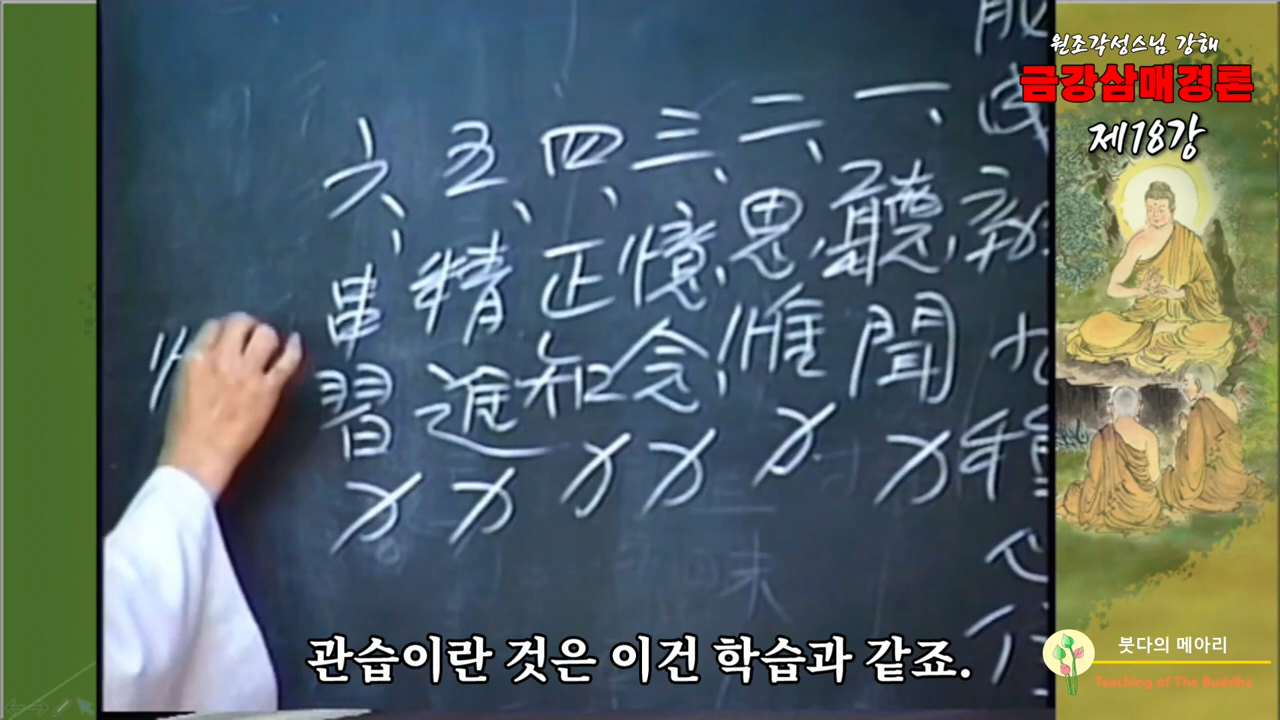 원조각성스님 강해
금강삼매경론
제18강
一、聽聞力
二、思惟力
三、憶念力
四、正知力
五、精進力
六、串習力
관습이란 것은 이건 학습과 같죠.
붓다의 메아리
Teaching of The Buddha